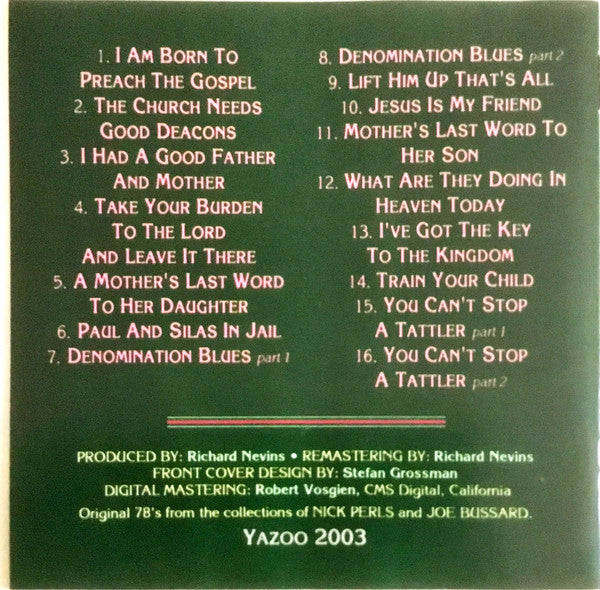 1. I Am Born To
Preach The Gospel
2. The Church Needs
Good Deacons
3. I Had A Good Father
And Mother
4. Take Your Burden
To The Lord
And Leave It There
5. A Mother's Last Word
To Her Daughter
6. Paul And Silas In Jail
7. Denomination Blues part 1
8. Denomination Blues part 2
9. Lift Him Up That's All
10. Jesus Is My Friend
11. Mother's Last Word To
Her Son
12. What Are They Doing In
Heaven Today
13. I've Got The Key
To The Kingdom
14. Train Your Child
15. You Can't Stop
A Tattler part 1
16. You Can't Stop
A Tattler part 2
PRODUCED BY: Richard Nevins • REMASTERING BY: Richard Nevins
FRONT COVER DESIGN BY: Stefan Grossman
DIGITAL MASTERING: Robert Vosgien, CMS Digital, California
Original 78's from the collections of NICK PERLS and JOE BUSSARD.
Yazoo 2003